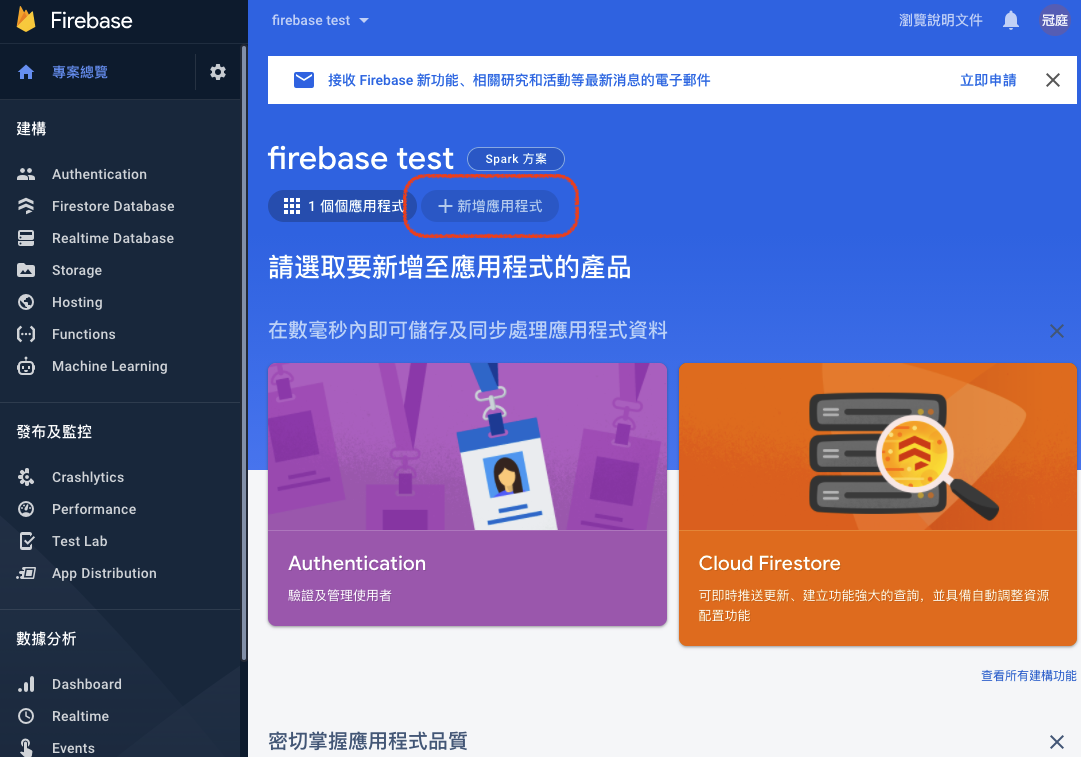 Firebase
專案總覽
建構
Authentication
Firestore Database
Realtime Database
Storage
Hosting
Functions
Machine Learning
發布及監控
Crashlytics
Performance
Test Lab
App Distribution
數據分析
Dashboard
Realtime
Events
firebase test
瀏覽說明文件
冠庭
接收 Firebase 新功能、相關研究和活動等最新消息的電子郵件
立即申請
firebase test
Spark 方案
1 個個應用程式
新增應用程式
請選取要新增至應用程式的產品
在數毫秒內即可儲存及同步處理應用程式資料
Authentication
驗證及管理使用者
Cloud Firestore
可即時推送更新、建立功能強大的查詢，並具備自動調整資源
配置功能
查看所有建構功能
密切掌握應用程式品質